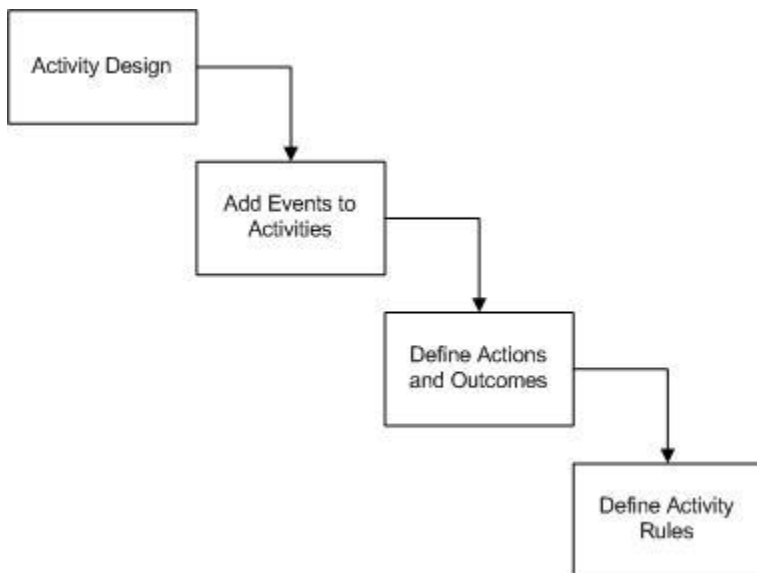 Activity Design
Add Events to
Activities
Define Actions
and Outcomes
Define Activity
Rules